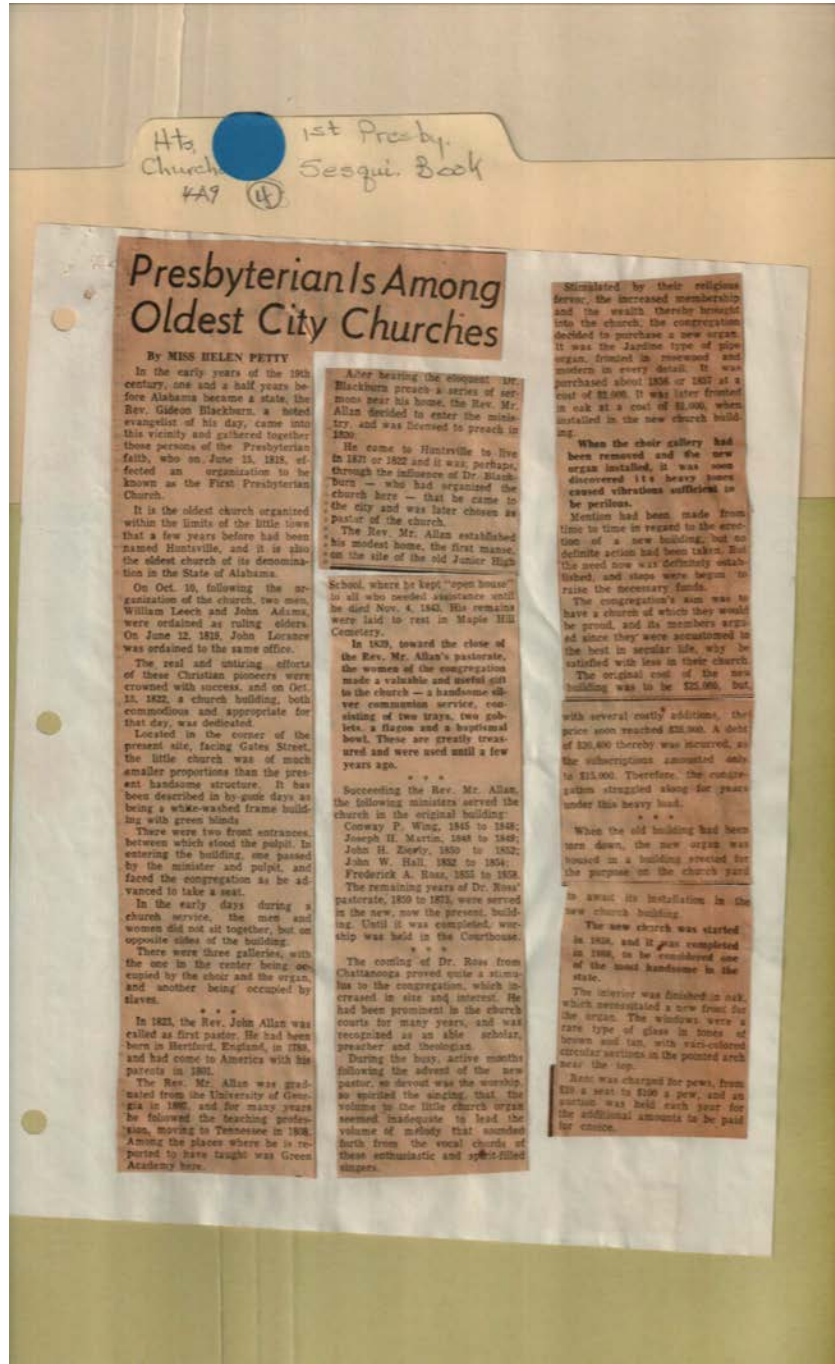 Hts,
Church
4A9 4
1st Presby.
Sesqui. Book
Presbyterian Is Among
Oldest City Churches
By MISS HELEN PETTY
In the early years of the 19th
century, one and a half years be-
fore Alabama became a state, the
Rev. Gideon Blackburn, a noted
evangelist of his day, came into
this vicinity and gathered together
those persons of the Presbyterian
faith, who on June 13, 1818, ef-
fected an organization to be
known as the First Presbyterian
Church.
It is the oldest church organized
within the limits of the little town
that a few years before had been
named Huntsville, and it is also
the oldest church of its denomina-
tion in the State of Alabama.
On Oct. 10, following the or-
ganization of the church, two men,
William Leech and John Adams,
were ordained as ruling elders.
On June 12, 1819, John Lorance
was ordained to the same office.
The real and untiring efforts
of these Christian pioneers were
crowned with success, and on Oct.
13, 1822, a church building, both
commodious and appropriate for
that day, was dedicated.
Located in the corner of the
present site, facing Gates Street,
the little church was of much
smaller proportions than the pres-
ent handsome structure. It has
been described in by-gone days as
being a white-washed frame build-
ing with green blinds
There were two front entrances,
between which stood the pulpit. In
entering the building, one passed
by the minister and pulpit, and
faced the congregation as he ad-
vanced to take a seat.
In the early days during a
church service, the men and
women did not sit together, but on
opposite sides of the building.
There were three galleries, with
the one in the center being oc-
cupied by the choir and the organ,
and another being occupied by
slaves.
* * *
In 1823, the Rev. John Allan was
called as first pastor. He had been
born in Hertford, England, in 1788,
and had come to America with his
parents in 1801.
The Rev. Mr. Allan was grad-
uated from the University of Geor-
gia in and for many years
he followed the teaching profes-
sion, moving to Tennessee in
Among the places where he is re-
ported to have taught was Green
Academy here.
After hearing the eloquent Dr.
Blackburn preach a series of ser-
mons near his home, the Rev. Mr.
Allan decided to enter the minis-
try, and was licensed to preach in
1820.
He came to Huntsville to live
in 1821 or 1822 and it was, perhaps,
through the influence of Dr. Black-
burn — who had organized the
church here — that he came to
the city and was later chosen as
pastor of the church.
The Rev. Mr. Allan established
his modest home, the first manse,
on the site of the old Junior High
School, where he kept "open house"
to all who needed assistance until
he died Nov. 4, 1843. His remains
were laid to rest in Maple Hill
Cemetery.
In 1839, toward the close of
the Rev. Mr. Allan's pastorate,
the women of the congregation
made a valuable and useful gift
to the church — a handsome sil-
ver communion service, con-
sisting of two trays, two gob-
lets, a flagon and a baptismal
bowl. These are greatly treas-
ured and were used until a few
years ago.
* * *
Succeeding the Rev. Mr. Allan,
the following ministers served the
church in the original building:
Conway P. Wing, 1845 to 1848;
Joseph H. Martin, 1848 to 1849;
John H. 1850 to 1852;
John W. Hall, 1852 to 1854;
Frederick A. Ross, 1855 to 1858.
The remaining years of Dr. Ross'
pastorate, 1859 to 1873, were served
in the new, now the present, build-
ing. Until it was completed, wor-
ship was held in the Courthouse.
* * *
The coming of Dr. Ross from
Chattanooga proved quite a stimu-
lus to the congregation, which in-
creased in size and interest. He
had been prominent in the church
courts for many years, and was
recognized as an able scholar,
preacher and theologian.
During the busy, active months
following the advent of the new
pastor, so devout was the worship,
so spirited the singing, that the
volume to the little church organ
seemed inadequate to lead the
volume of melody that sounded
forth from the vocal chords of
these enthusiastic and spirit-filled
singers.
Stimulated by their religious
fervor, the increased membership
and the wealth thereby brought
into the church, the congregation
decided to purchase a new organ.
It was the Jardine type of pipe
organ, fronted in rosewood and
modern in every detail. It was
purchased about 1856 or 1857 at a
cost of It was later fronted
in oak at a cost of $1,000, when
installed in the new church build-
ing.
When the choir gallery had
been removed and the new
organ installed, it was soon
discovered its heavy tones
caused vibrations sufficient to
be perilous.
Mention had been made from
time to time in regard to the erec-
tion of a new building, but no
definite action had been taken. But
the need now was definitely estab-
lished, and steps were begun to
raise the necessary funds.
The congregation's aim was to
have a church of which they would
be proud, and its members argu-
ed since they were accustomed to
the best in secular life, why be
satisfied with less in their church.
The original cost of the new
building was to be $25,000, but,
with several costly additions, the
price soon reached A debt
of $20,400 thereby was incurred, as
the subscriptions amounted only
to $15,000. Therefore, the congre-
gation struggled along for years
under this heavy load.
* * *
When the old building had been
torn down, the new organ was
housed in a building erected for
the purpose on the church yard
to await its installation in the
new church building.
The new church was started
in and it was completed
in to be considered one
of the most handsome in the
state.
The interior was finished in oak,
which necessitated a new front for
the organ. The windows were a
rare type of glass in tones of
brown and tan, with vari-colored
circular sections in the pointed arch
near the top.
Rent was charged for pews, from
$10 a seat to $100 a pew, and an
auction was held each year for
the additional amounts to be paid
for choice.